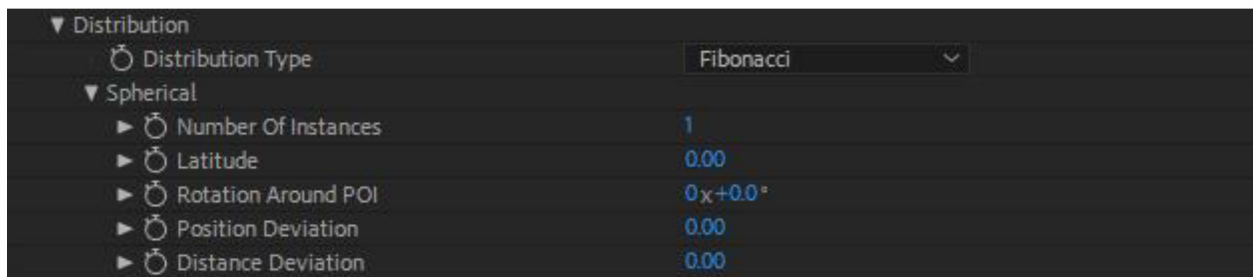 Distribution
Distribution Type Fibonacci
Spherical
Number Of Instances 1
Latitude 0.00
Rotation Around POI 0x+0.0°
Position Deviation 0.00
Distance Deviation 0.00